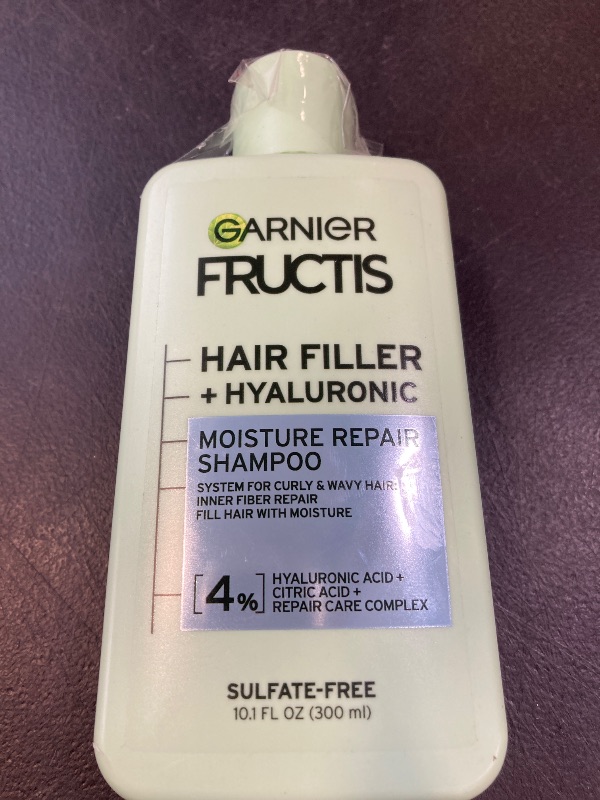 GARNIER
FRUCTIS
HAIR FILLER
+ HYALURONIC
MOISTURE REPAIR
SHAMPOO
SYSTEM FOR CURLY & WAVY HAIR:
INNER FIBER REPAIR
FILL HAIR WITH MOISTURE
[4%] HYALURONIC ACID +
CITRIC ACID +
REPAIR CARE COMPLEX
SULFATE-FREE
10.1 FL OZ (300 ml)